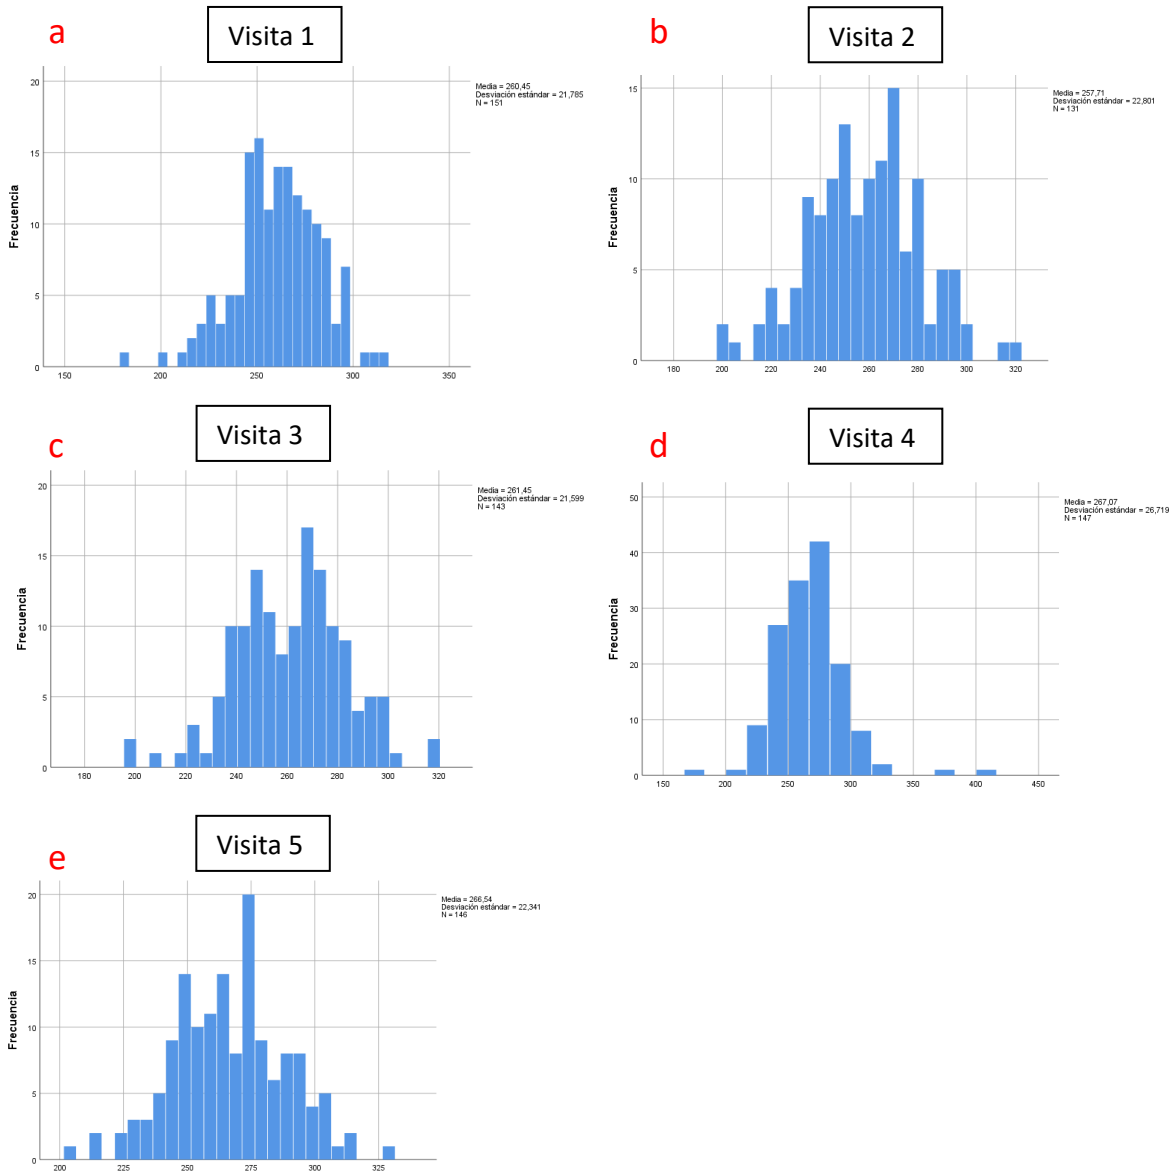 a
Visita 1
Media = 260,45
Desviación estándar = 21,785
N = 151
Frecuencia
20
15
10
5
0
150 200 250 300 350
b
Visita 2
Media = 257,71
Desviación estándar = 22,801
N = 131
Frecuencia
15
10
5
0
180 200 220 240 260 280 300 320
c
Visita 3
Media = 261,45
Desviación estándar = 21,599
N = 143
Frecuencia
20
15
10
5
0
180 200 220 240 260 280 300 320
d
Visita 4
Media = 267,07
Desviación estándar = 26,719
N = 147
Frecuencia
50
40
30
20
10
0
150 200 250 300 350 400 450
e
Visita 5
Media = 266,54
Desviación estándar = 22,341
N = 146
Frecuencia
20
15
10
5
0
200 225 250 275 300 325